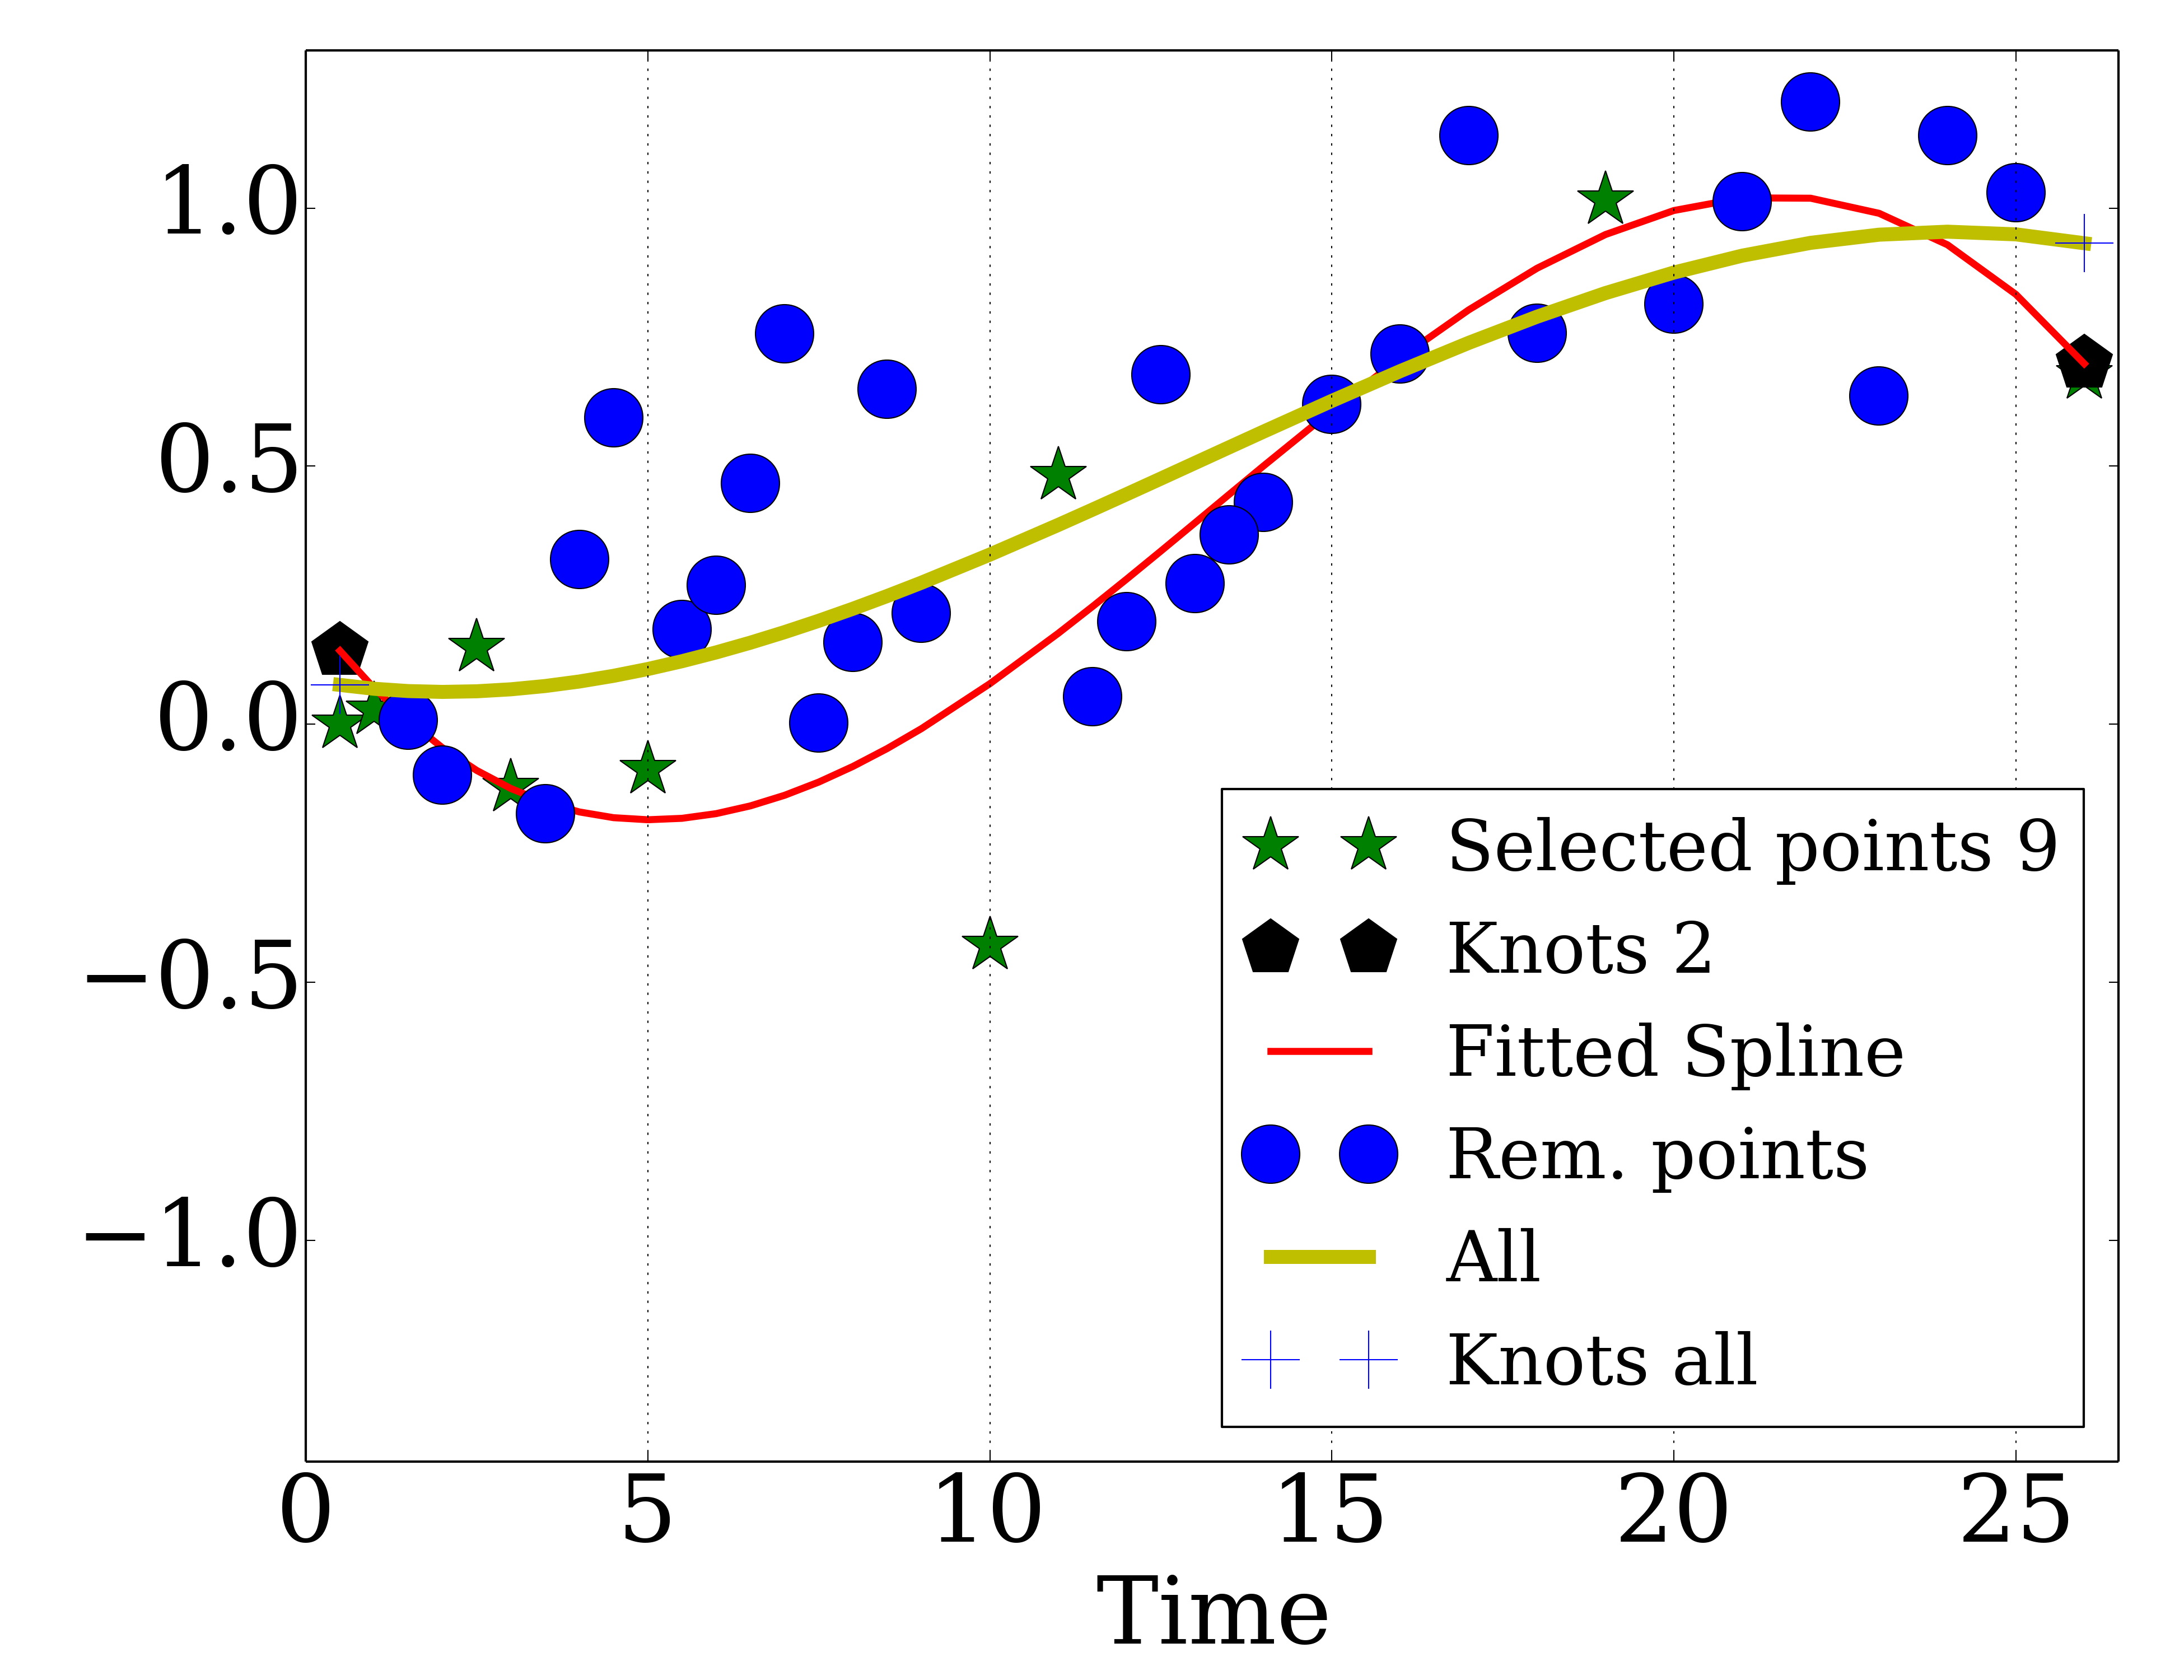 1.0
0.5
0.0
−0.5
−1.0
Selected points 9
Knots 2
Fitted Spline
Rem. points
All
Knots all
0 5 10 15 20 25
Time